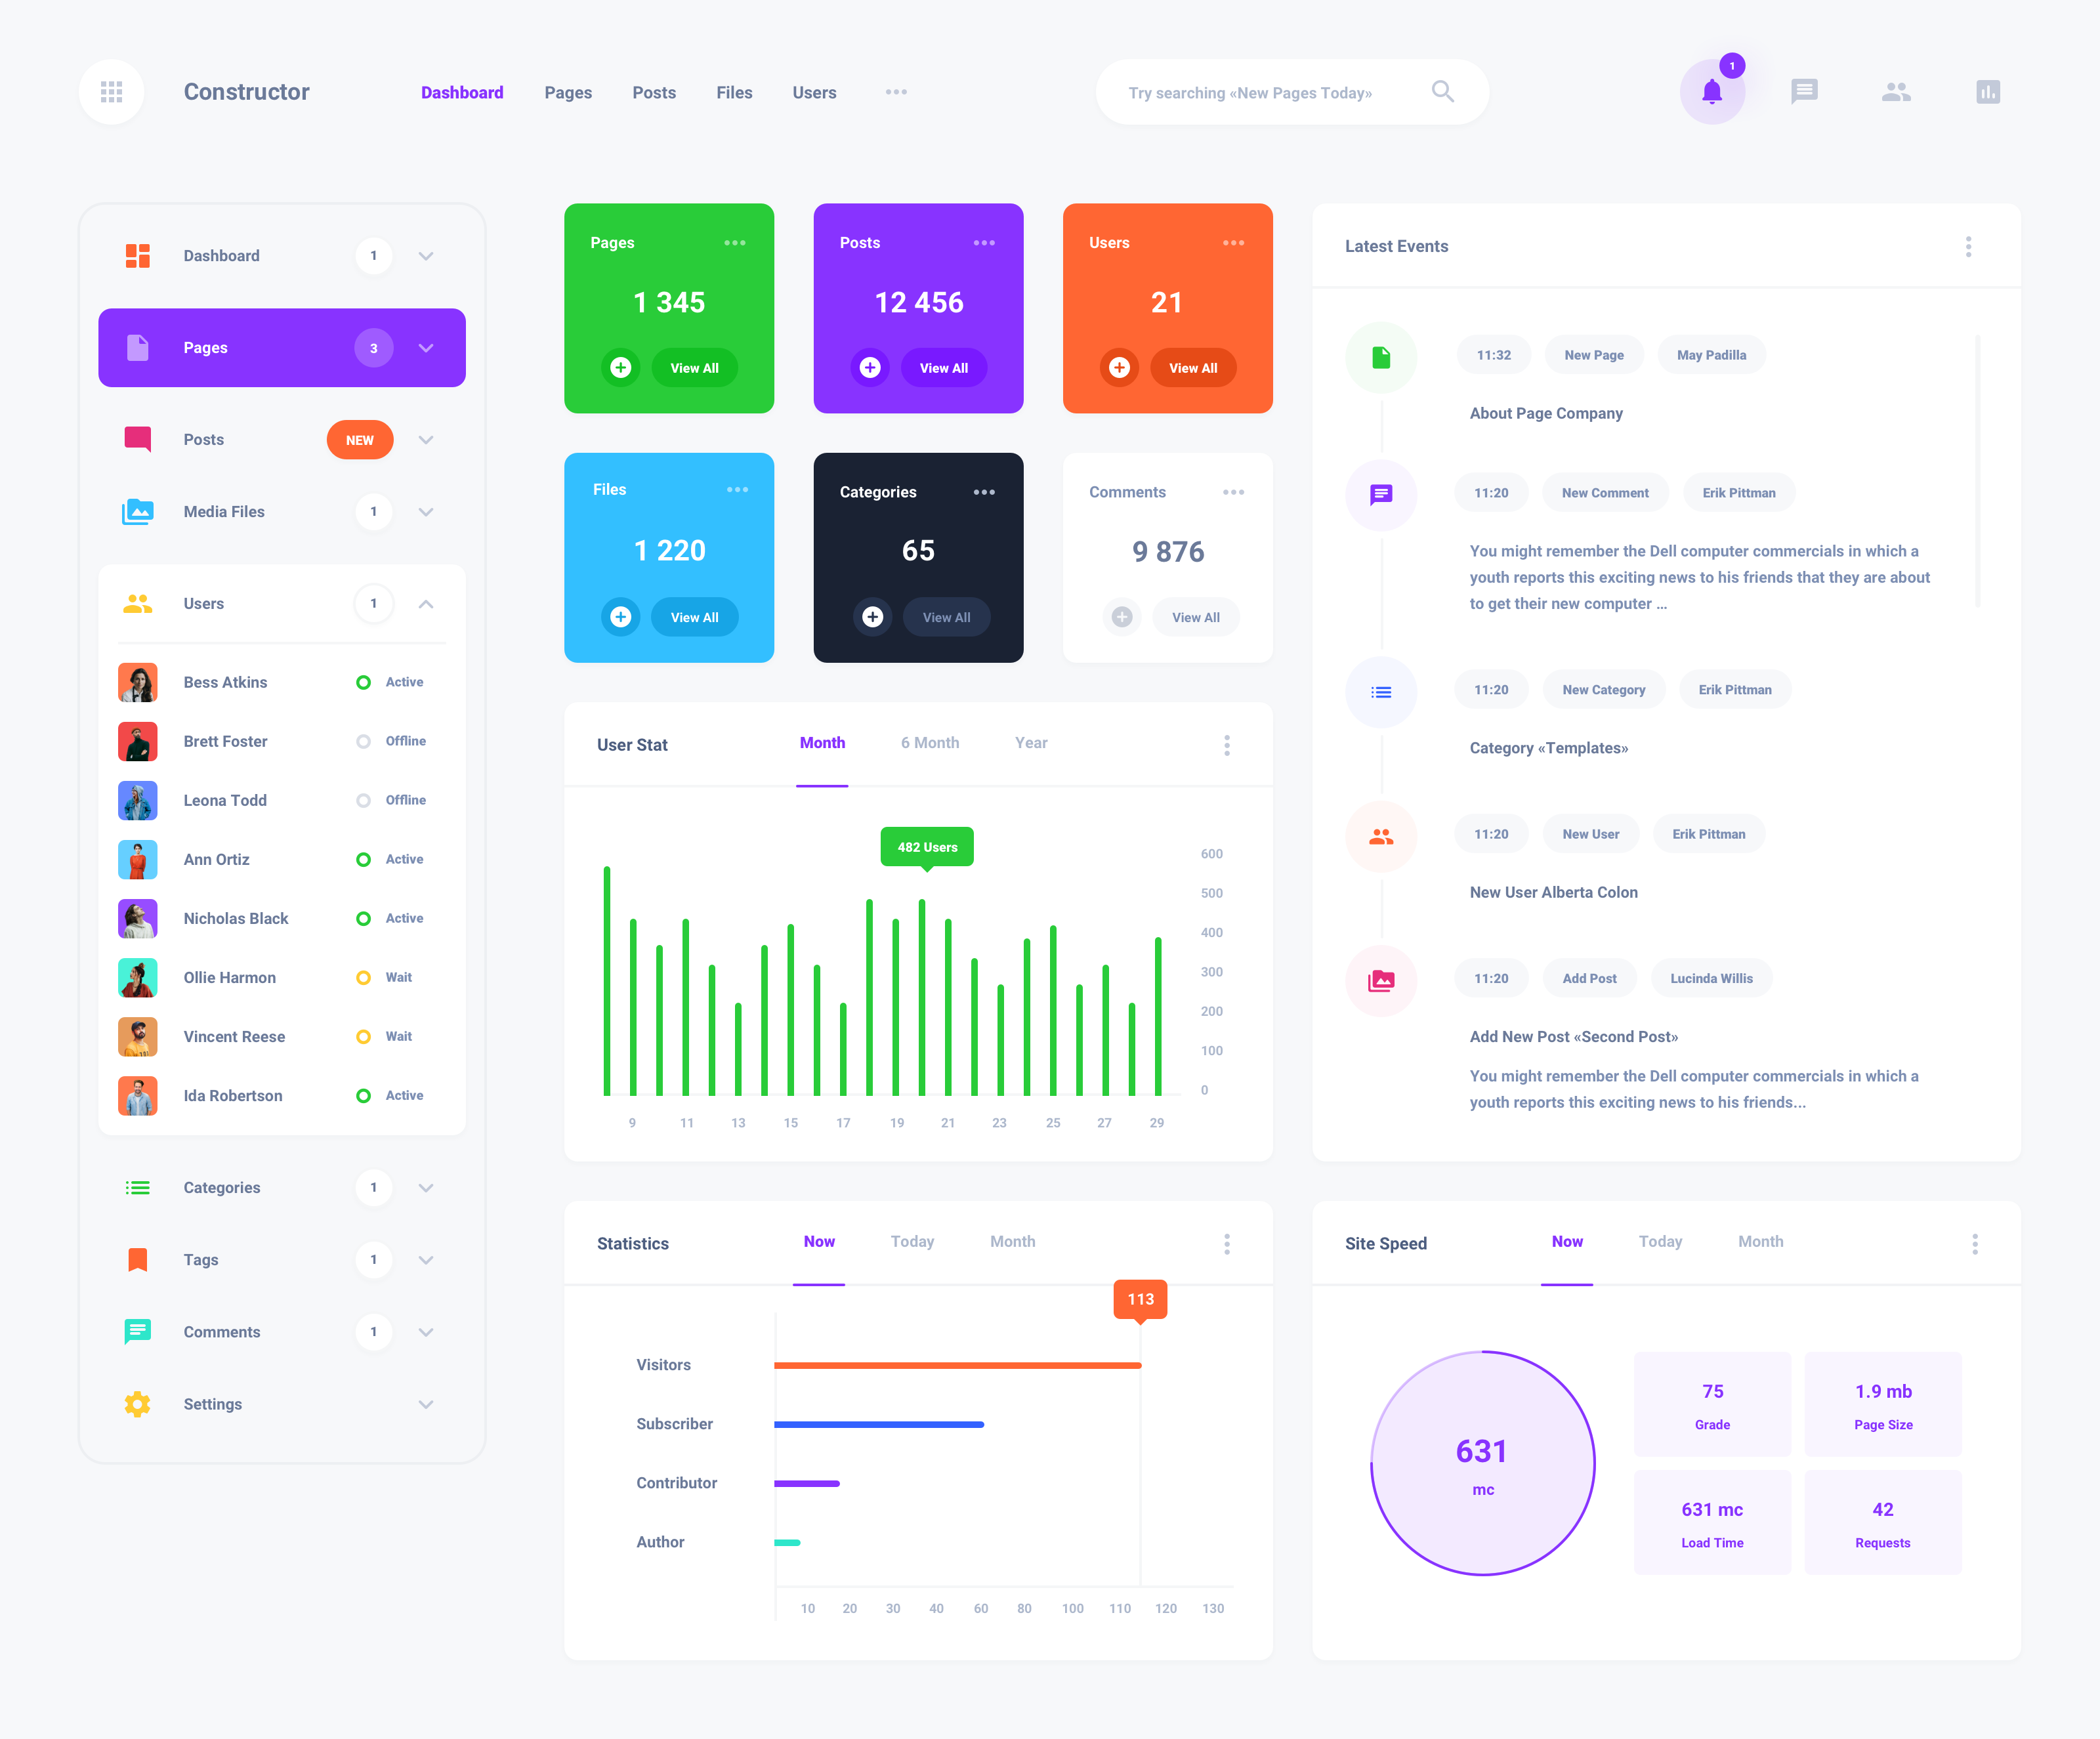 Constructor
Dashboard
Pages
Posts
Files
Users
Try searching «New Pages Today»
1
Dashboard
1
Pages
3
Posts
NEW
Media Files
1
Users
1
Bess Atkins
Active
Brett Foster
Offline
Leona Todd
Offline
Ann Ortiz
Active
Nicholas Black
Active
Ollie Harmon
Wait
Vincent Reese
Wait
Ida Robertson
Active
Categories
1
Tags
1
Comments
1
Settings
Pages
1 345
View All
Posts
12 456
View All
Users
21
View All
Files
1 220
View All
Categories
65
View All
Comments
9 876
View All
User Stat
Month
6 Month
Year
482 Users
600
500
400
300
200
100
0
9
11
13
15
17
19
21
23
25
27
29
Latest Events
11:32
New Page
May Padilla
About Page Company
11:20
New Comment
Erik Pittman
You might remember the Dell computer commercials in which a
youth reports this exciting news to his friends that they are about
to get their new computer ...
11:20
New Category
Erik Pittman
Category «Templates»
11:20
New User
Erik Pittman
New User Alberta Colon
11:20
Add Post
Lucinda Willis
Add New Post «Second Post»
You might remember the Dell computer commercials in which a
youth reports this exciting news to his friends...
Statistics
Now
Today
Month
113
Visitors
Subscriber
Contributor
Author
10
20
30
40
60
80
100
110
120
130
Site Speed
Now
Today
Month
631
mc
75
Grade
1.9 mb
Page Size
631 mc
Load Time
42
Requests